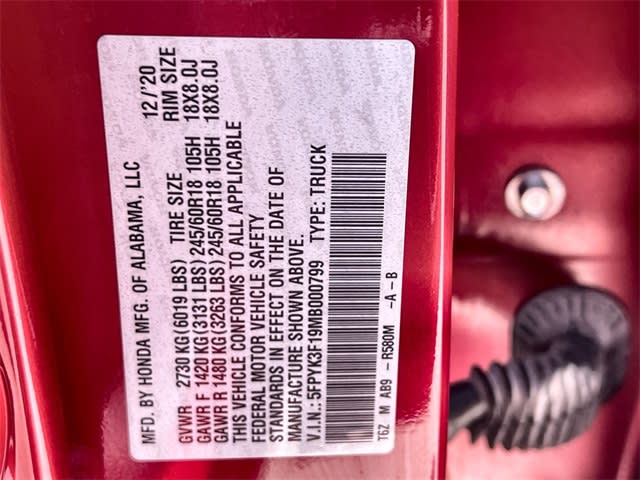 MFD. BY HONDA MFG. OF ALABAMA, LLC 12/'20
TIRE SIZE RIM SIZE
GVWR 2730 KG (6019 LBS)
GAWR F 1420 KG (3131 LBS) 245/60R18 105H 18X8.0J
GAWR R 1480 KG (3263 LBS) 245/60R18 105H 18X8.0J
THIS VEHICLE CONFORMS TO ALL APPLICABLE
FEDERAL MOTOR VEHICLE SAFETY
STANDARDS IN EFFECT ON THE DATE OF
MANUFACTURE SHOWN ABOVE.
V.I.N.: 5FPYK3F19MB000799 TYPE: TRUCK
T6Z M AB9 -R580M -A -B